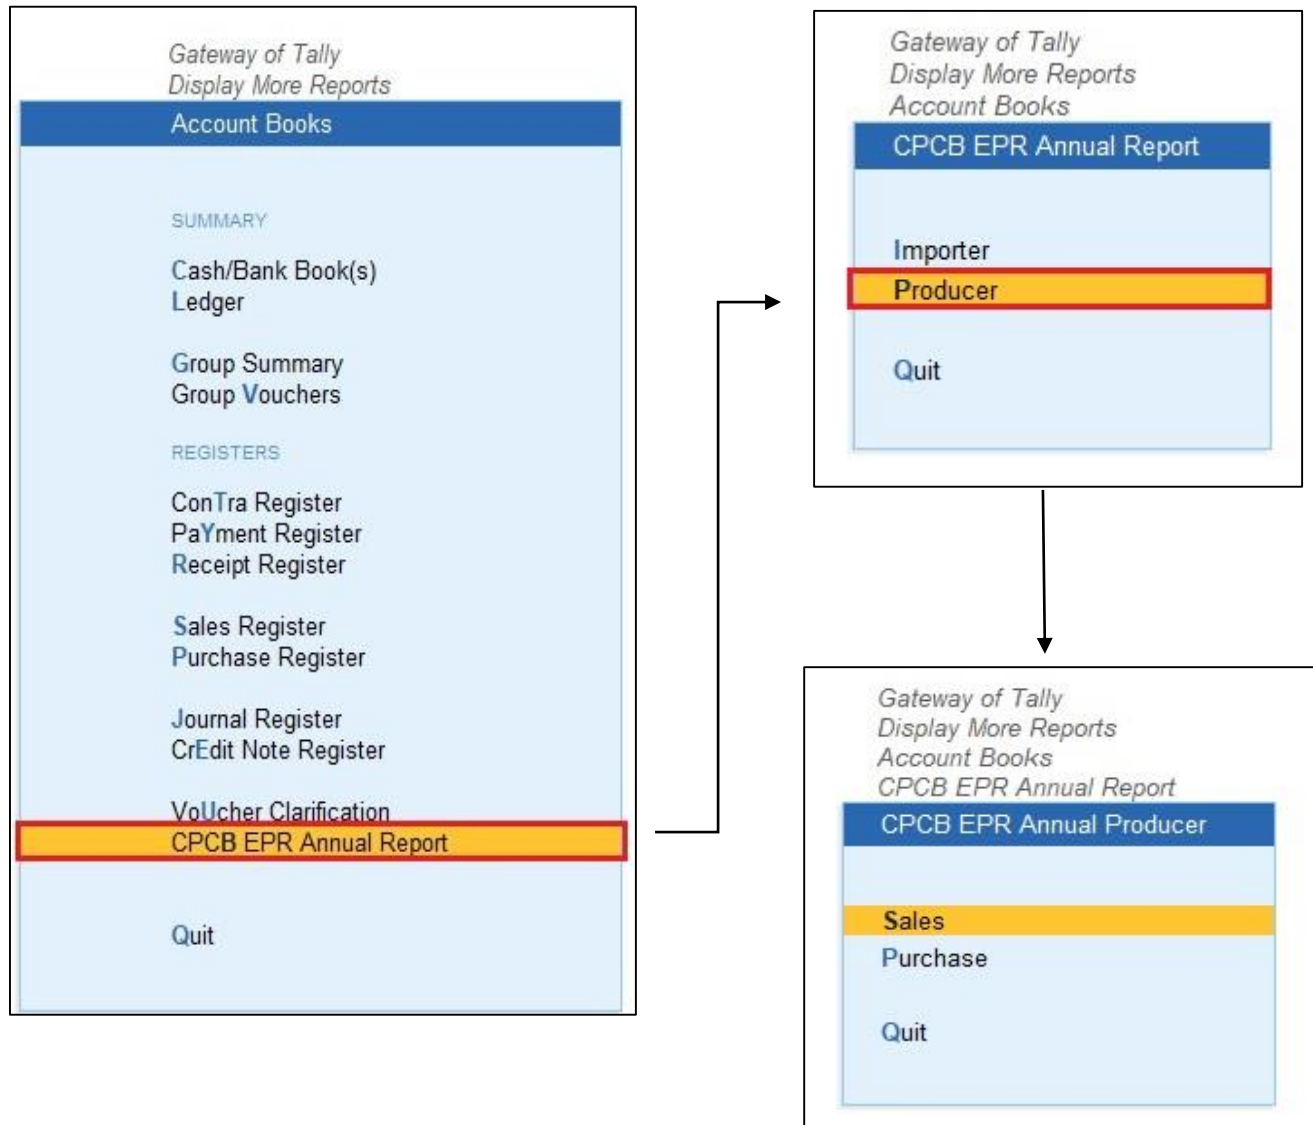 Gateway of Tally
Display More Reports
Account Books
SUMMARY
Cash/Bank Book(s)
Ledger
Group Summary
Group Vouchers
REGISTERS
ConTra Register
PaYment Register
Receipt Register
Sales Register
Purchase Register
Journal Register
CrEdit Note Register
VoUcher Clarification
CPCB EPR Annual Report
Quit
Gateway of Tally
Display More Reports
Account Books
CPCB EPR Annual Report
Importer
Producer
Quit
Gateway of Tally
Display More Reports
Account Books
CPCB EPR Annual Report
CPCB EPR Annual Producer
Sales
Purchase
Quit